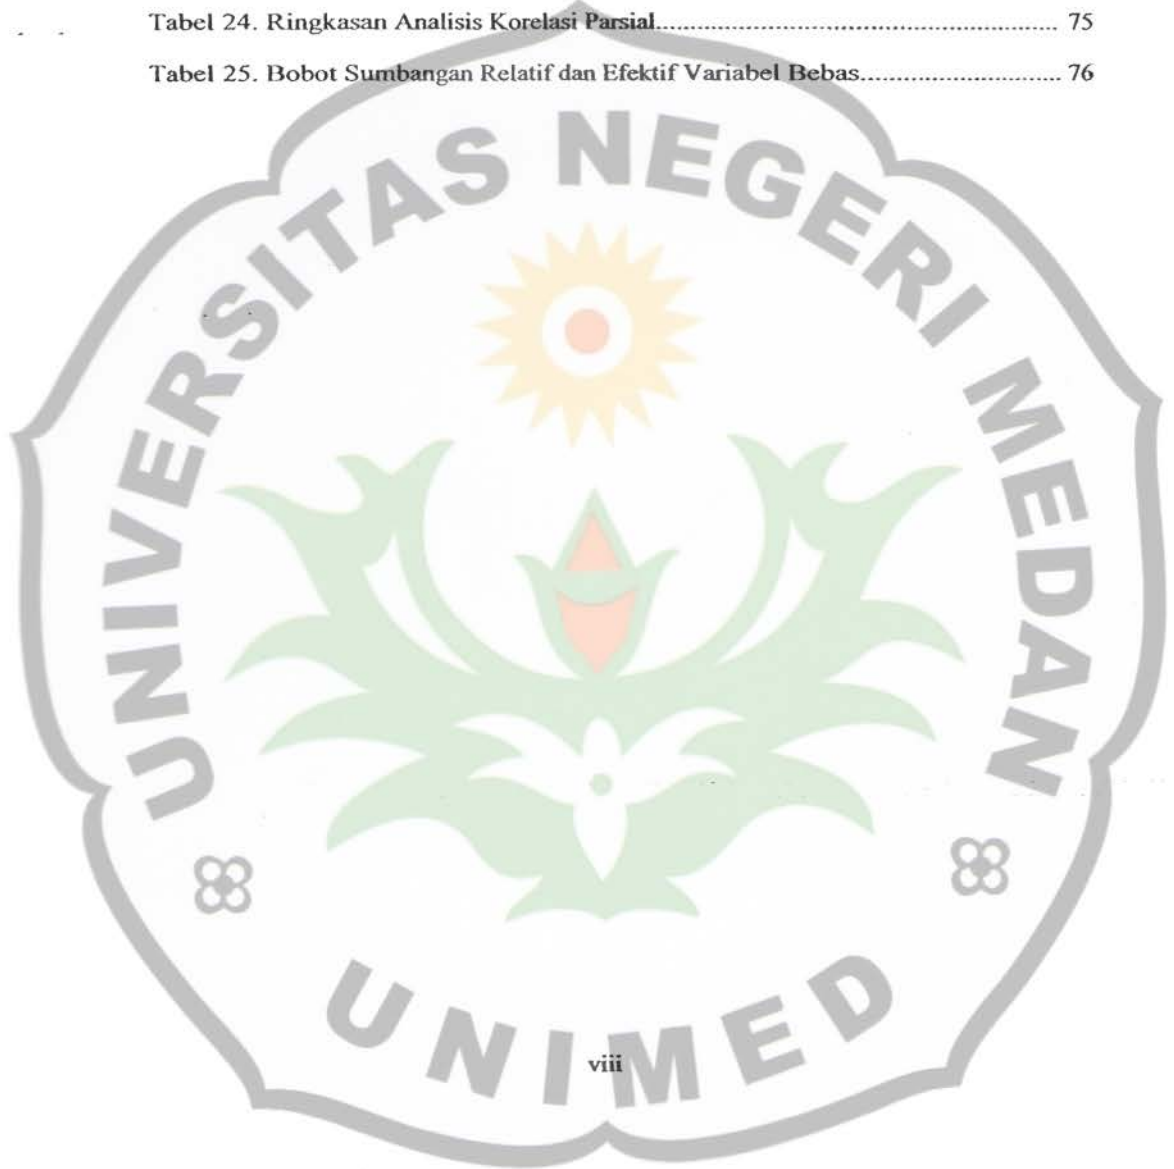 Tabel 24. Ringkasan Analisis Korelasi Parsial.......................................................... 75
Tabel 25. Bobot Sumbangan Relatif dan Efektif Variabel Bebas........................... 76
UNIVERSITAS NEGERI MEDAN
UNIMED
viii